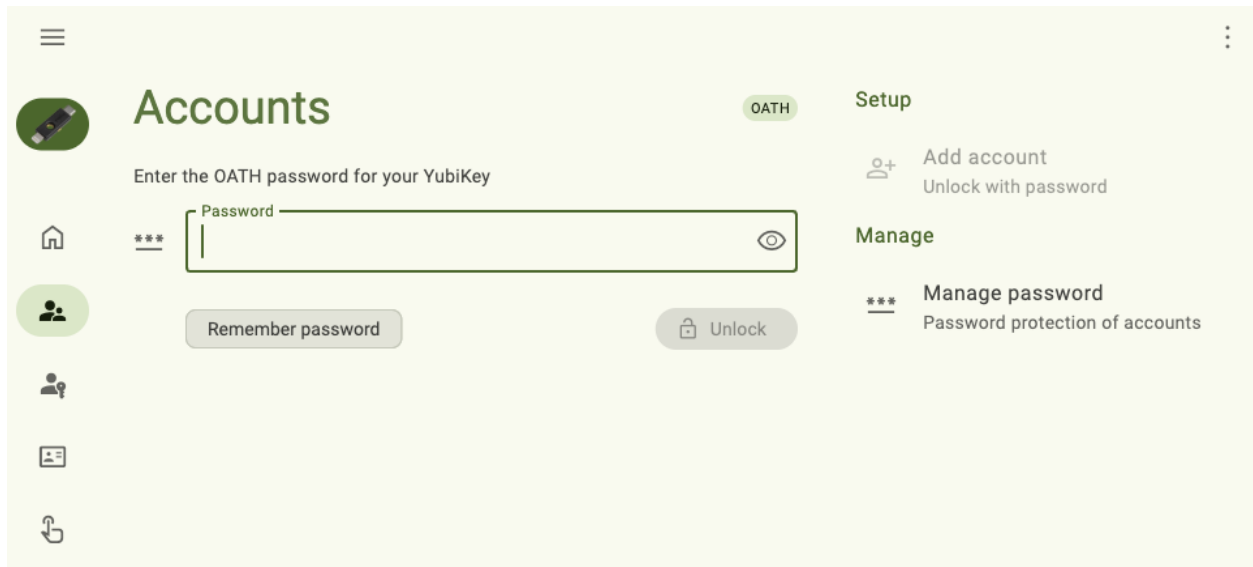 Accounts
OATH
Enter the OATH password for your YubiKey
Password
***
Remember password
Unlock
Setup
Add account
Unlock with password
Manage
***
Manage password
Password protection of accounts